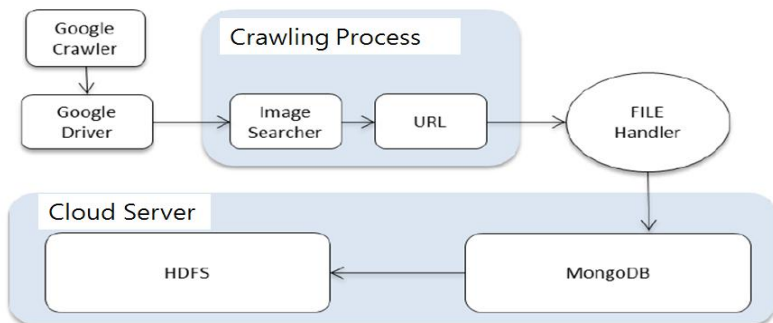 Google
Crawler
Crawling Process
Google
Driver
Image
Searcher
URL
FILE
Handler
Cloud Server
HDFS
MongoDB